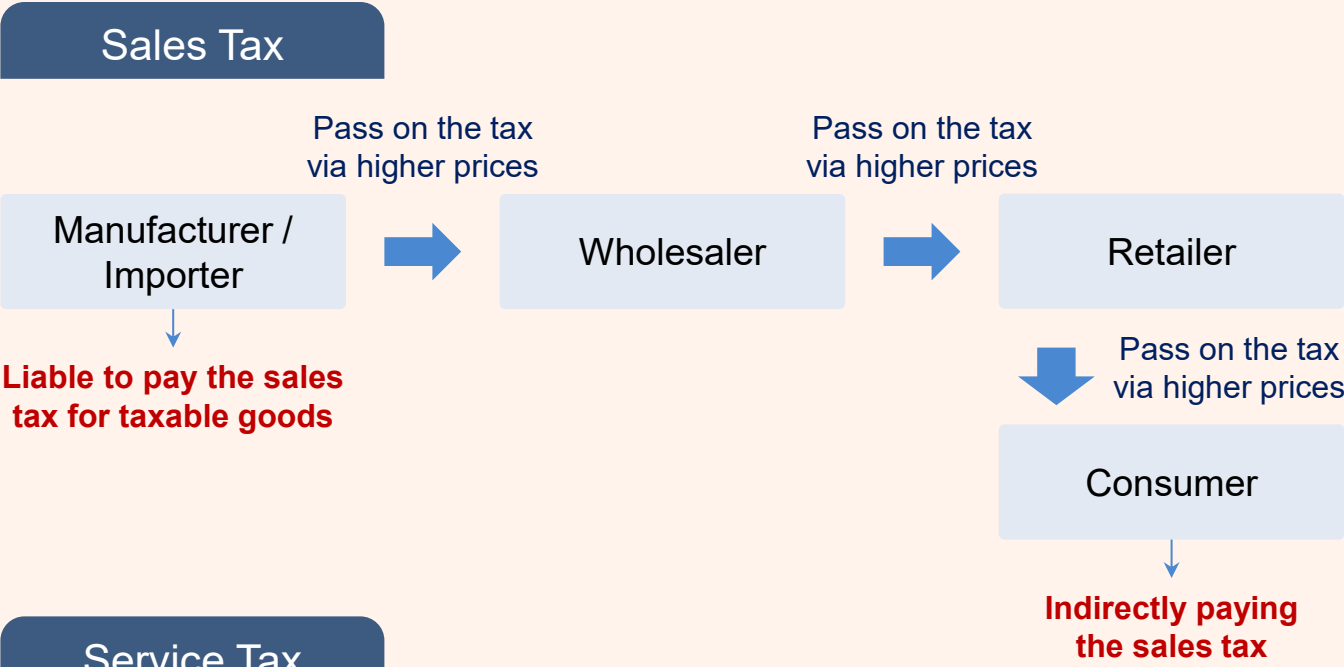 Sales Tax
Pass on the tax
via higher prices
Pass on the tax
via higher prices
Manufacturer /
Importer
Wholesaler
Retailer
Liable to pay the sales
tax for taxable goods
Pass on the tax
via higher prices
Consumer
Indirectly paying
the sales tax
Service Tax